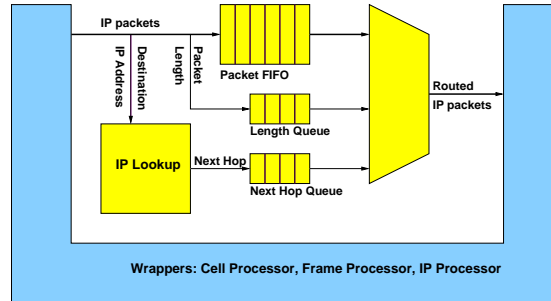 IP packets
Packet FIFO
Destination
IP Address
Packet
Length
Length Queue
IP Lookup
Next Hop
Next Hop Queue
Routed
IP packets
Wrappers: Cell Processor, Frame Processor, IP Processor